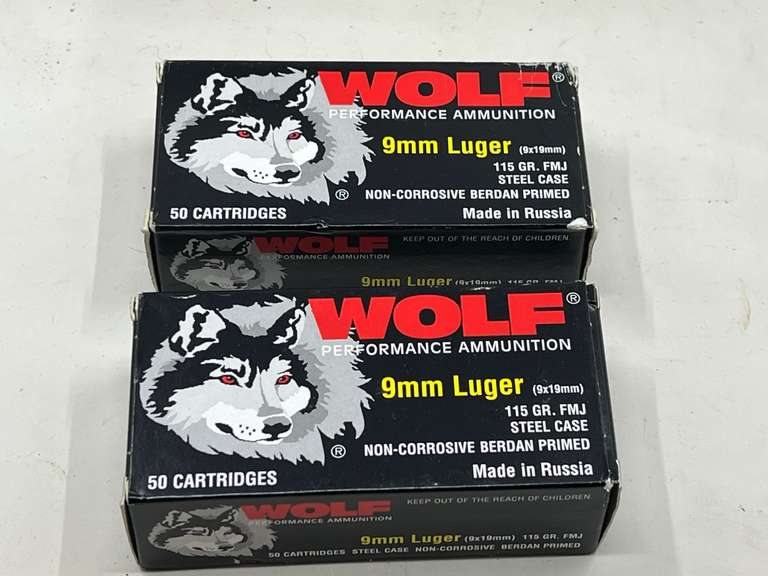 WOLF®
PERFORMANCE AMMUNITION
9mm Luger (9x19mm)
115 GR. FMJ
STEEL CASE
® NON-CORROSIVE BERDAN PRIMED
50 CARTRIDGES Made in Russia
WOLF KEEP OUT OF THE REACH OF CHILDREN.
PERFORMANCE AMMUNITION
9mm Luger (9x19mm) 115 GR. FMJ
WOLF®
PERFORMANCE AMMUNITION
9mm Luger (9x19mm)
115 GR. FMJ
STEEL CASE
® NON-CORROSIVE BERDAN PRIMED
50 CARTRIDGES Made in Russia
WOLF KEEP OUT OF THE REACH OF CHILDREN.
PERFORMANCE AMMUNITION
9mm Luger (9x19mm) 115 GR. FMJ
50 CARTRIDGES STEEL CASE NON-CORROSIVE BERDAN PRIMED